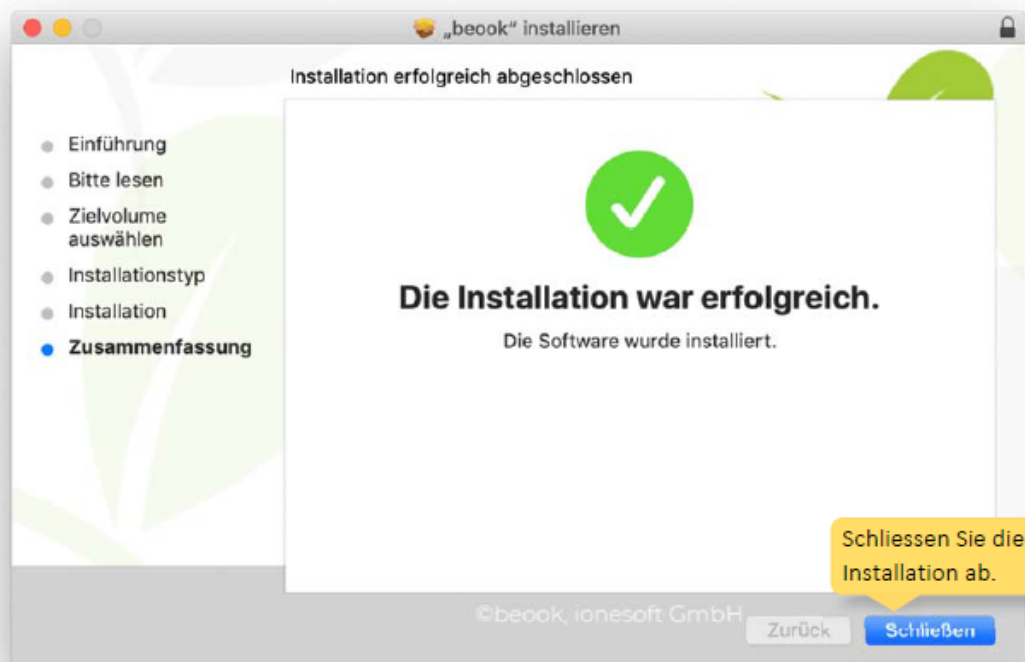 „beook“ installieren
Installation erfolgreich abgeschlossen
Einführung
Bitte lesen
Zielvolume
auswählen
Installationstyp
Installation
Zusammenfassung
Die Installation war erfolgreich.
Die Software wurde installiert.
Schliessen Sie die
Installation ab.
©beook, ionesoft GmbH
Zurück
Schließen